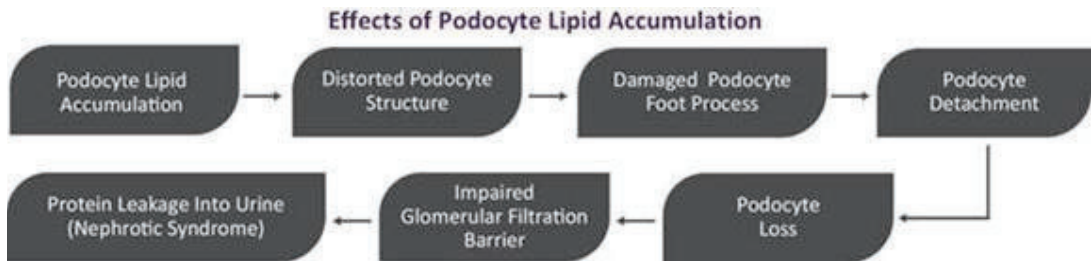 Effects of Podocyte Lipid Accumulation
Podocyte Lipid
Accumulation
Distorted Podocyte
Structure
Damaged Podocyte
Foot Process
Podocyte
Detachment
Podocyte
Loss
Impaired
Glomerular Filtration
Barrier
Protein Leakage Into Urine
(Nephrotic Syndrome)